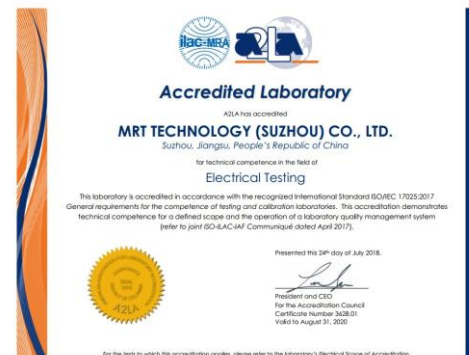 ilac-MRA
A2LA
Accredited Laboratory
A2LA has accredited
MRT TECHNOLOGY (SUZHOU) CO., LTD.
Suzhou, Jiangsu, People's Republic of China
for technical competence in the field of
Electrical Testing
This laboratory is accredited in accordance with the recognized International Standard ISO/IEC 17025:2017
General requirements for the competence of testing and calibration laboratories. This accreditation demonstrates
technical competence for a defined scope and the operation of a laboratory quality management system
(refer to joint ISO-ILAC-IAF Communiqué dated April 2017).
Presented this 24th day of July 2018.
President and CEO
For the Accreditation Council
Certificate Number 3628.01
Valid to August 31, 2020
SEAL
A2LA
For the tests to which this accreditation applies, please refer to the laboratory's Electrical Scope of Accreditation.